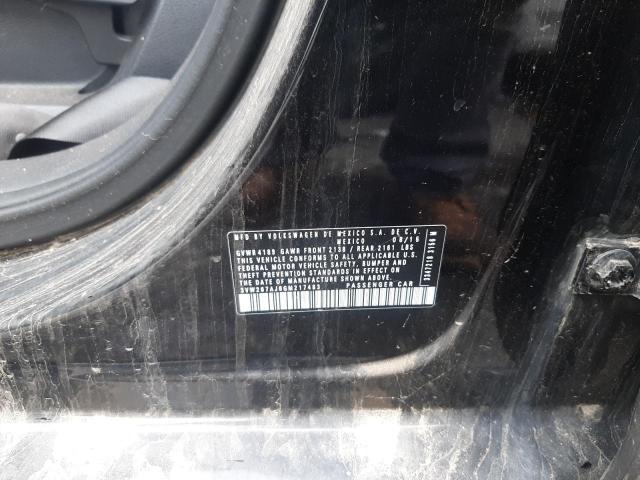 MFD BY VOLKSWAGEN DE MEXICO S.A. DE C.V.
MEXICO 08/16
GVWR 4189 GAWR FRONT 2138 / REAR 2101 LBS
THIS VEHICLE CONFORMS TO ALL APPLICABLE U.S.
FEDERAL MOTOR VEHICLE SAFETY, BUMPER AND
THEFT PREVENTION STANDARDS IN EFFECT ON
THE DATE OF MANUFACTURE SHOWN ABOVE.
PASSENGER CAR